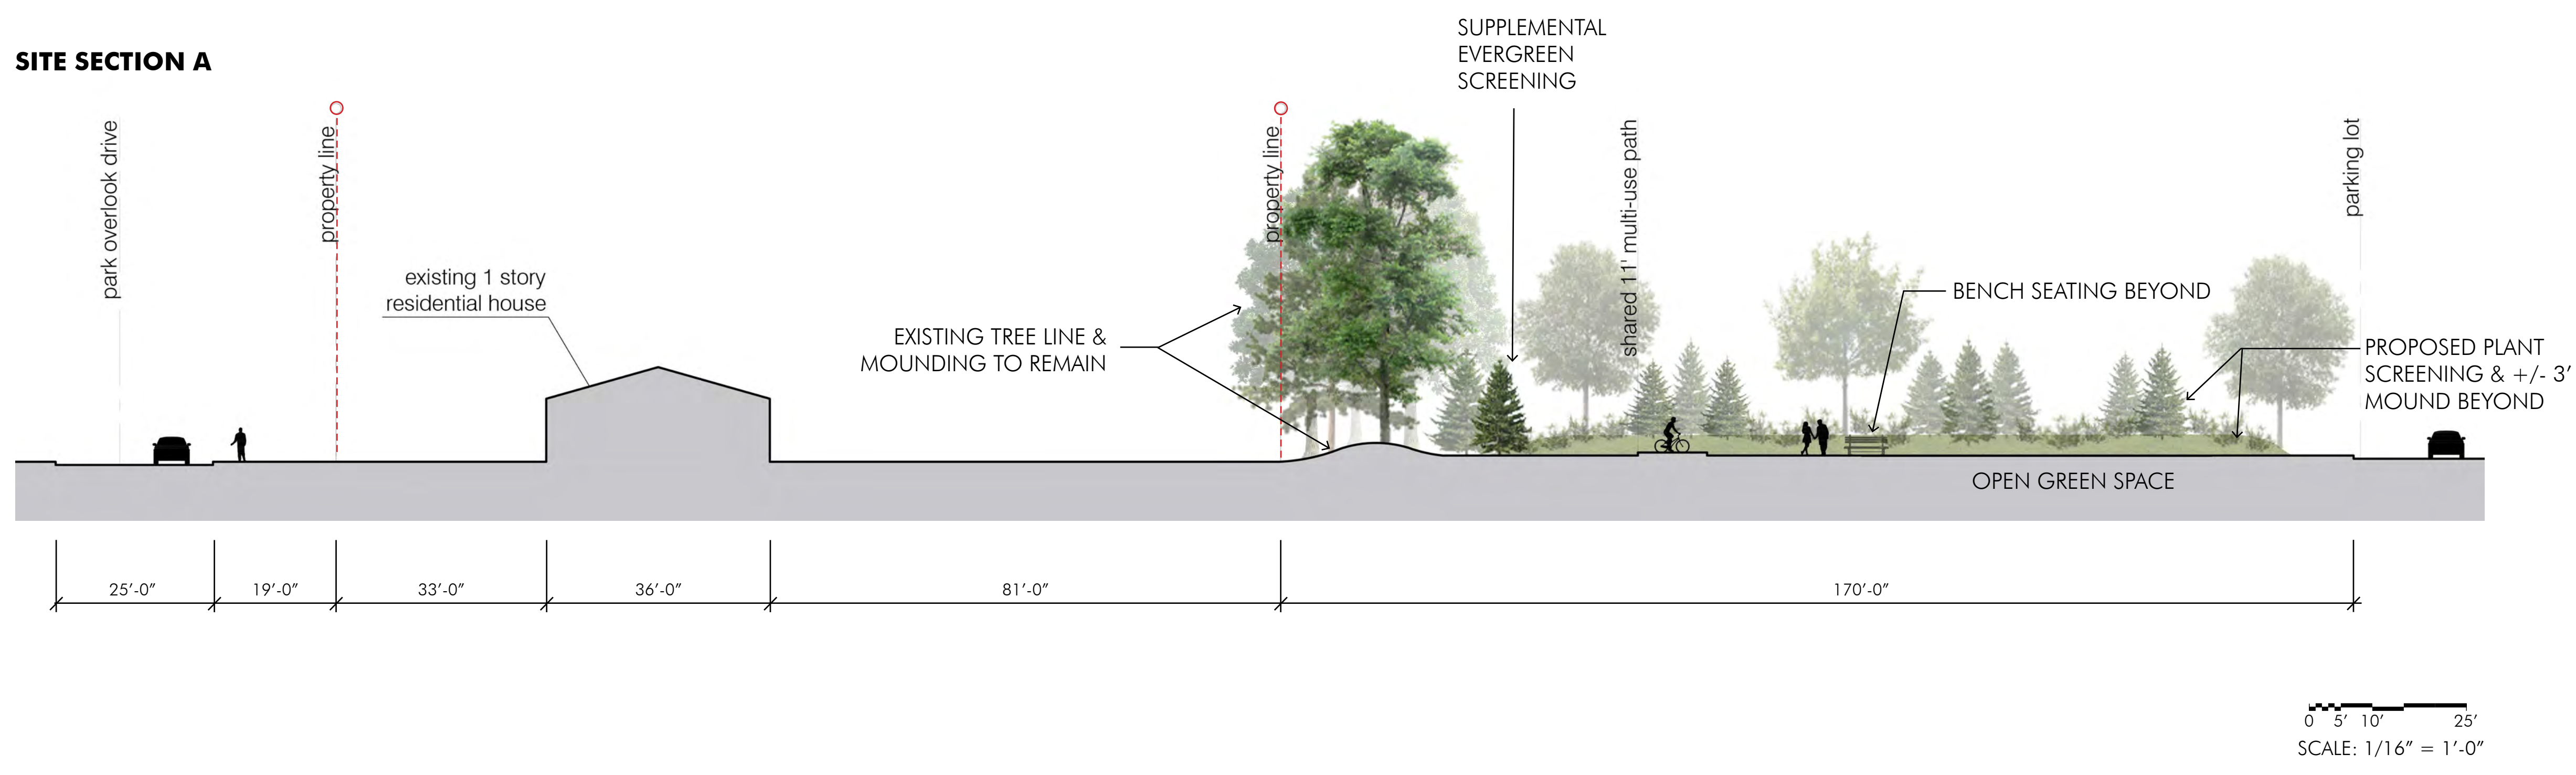 SITE SECTION A
park overlook drive
property line
existing 1 story
residential house
EXISTING TREE LINE &
MOUNDING TO REMAIN
property line
SUPPLEMENTAL
EVERGREEN
SCREENING
shared 11' multi-use path
BENCH SEATING BEYOND
parking lot
PROPOSED PLANT
SCREENING & +/- 3'
MOUND BEYOND
OPEN GREEN SPACE
25'-0"
19'-0"
33'-0"
36'-0"
81'-0"
170'-0"
0 5' 10' 25'
SCALE: 1/16" = 1'-0"